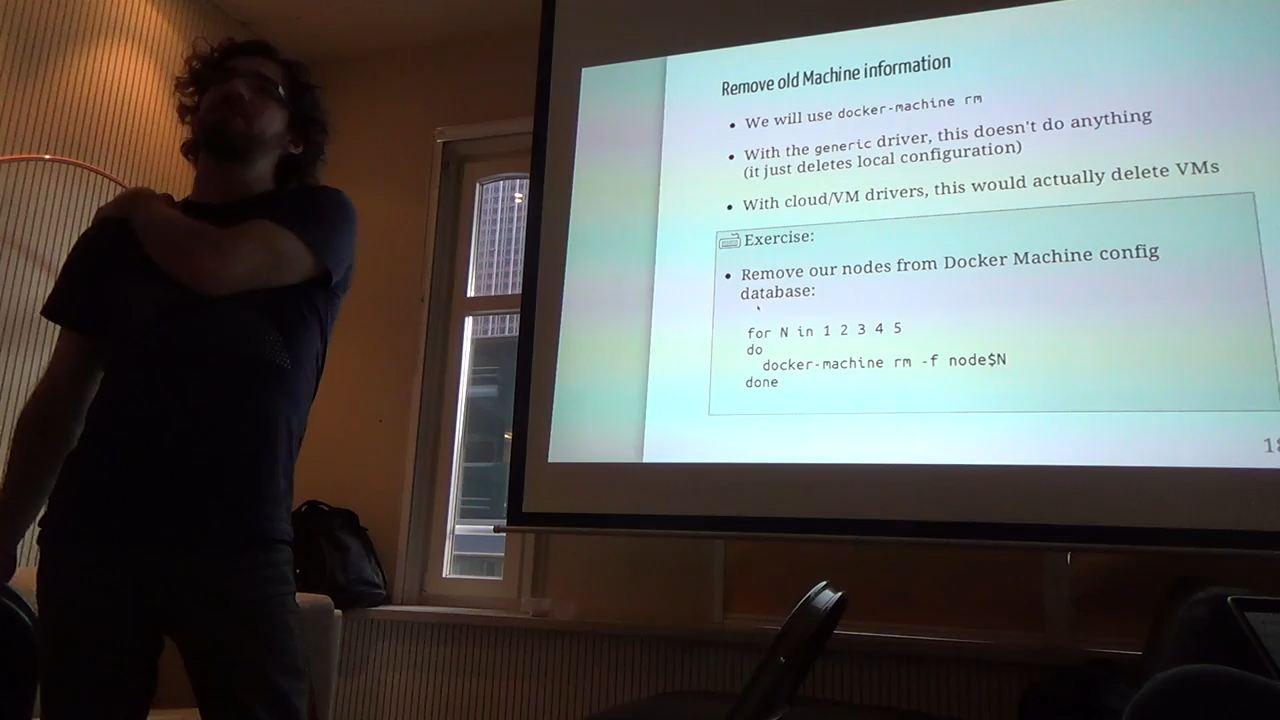 Remove old Machine information
• We will use docker-machine rm
• With the generic driver, this doesn't do anything
(it just deletes local configuration)
• With cloud/VM drivers, this would actually delete VMs
Exercise:
• Remove our nodes from Docker Machine config
database:
for N in 1 2 3 4 5
do
docker-machine rm -f node$N
done